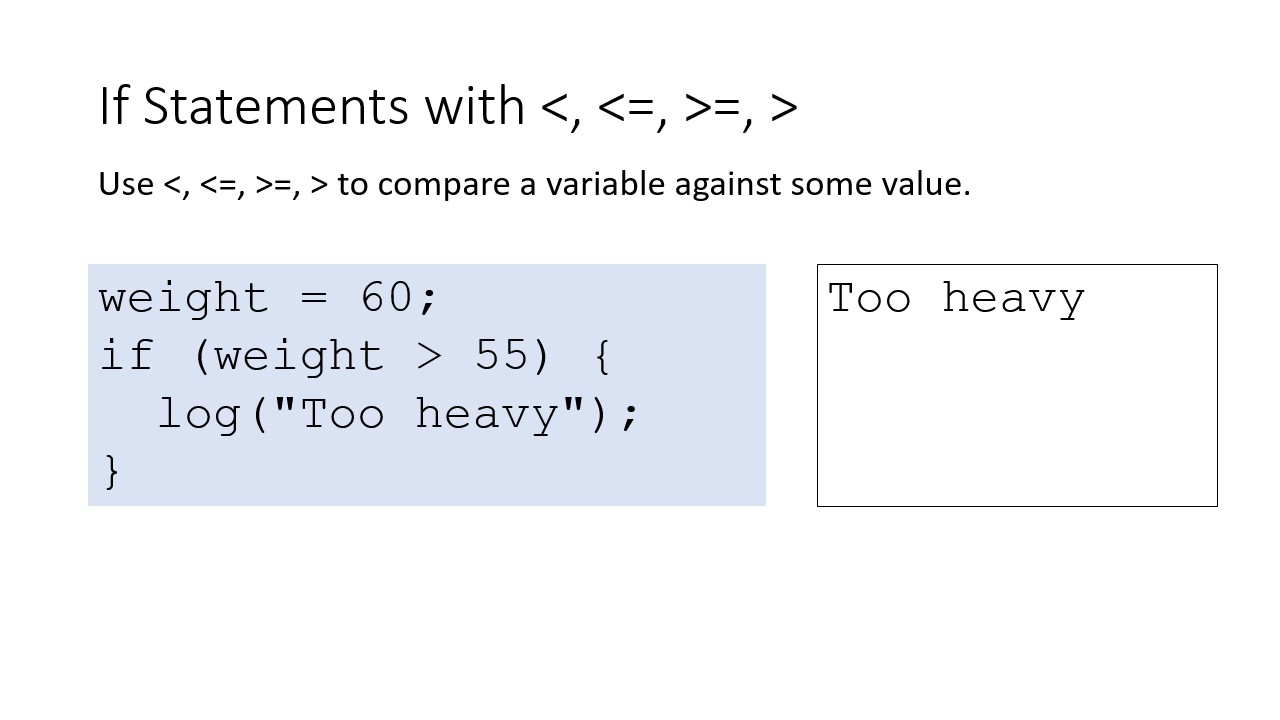 If Statements with <, <=, >=, >
Use <, <=, >=, > to compare a variable against some value.
weight = 60;
if (weight > 55) {
  log("Too heavy");
}
Too heavy